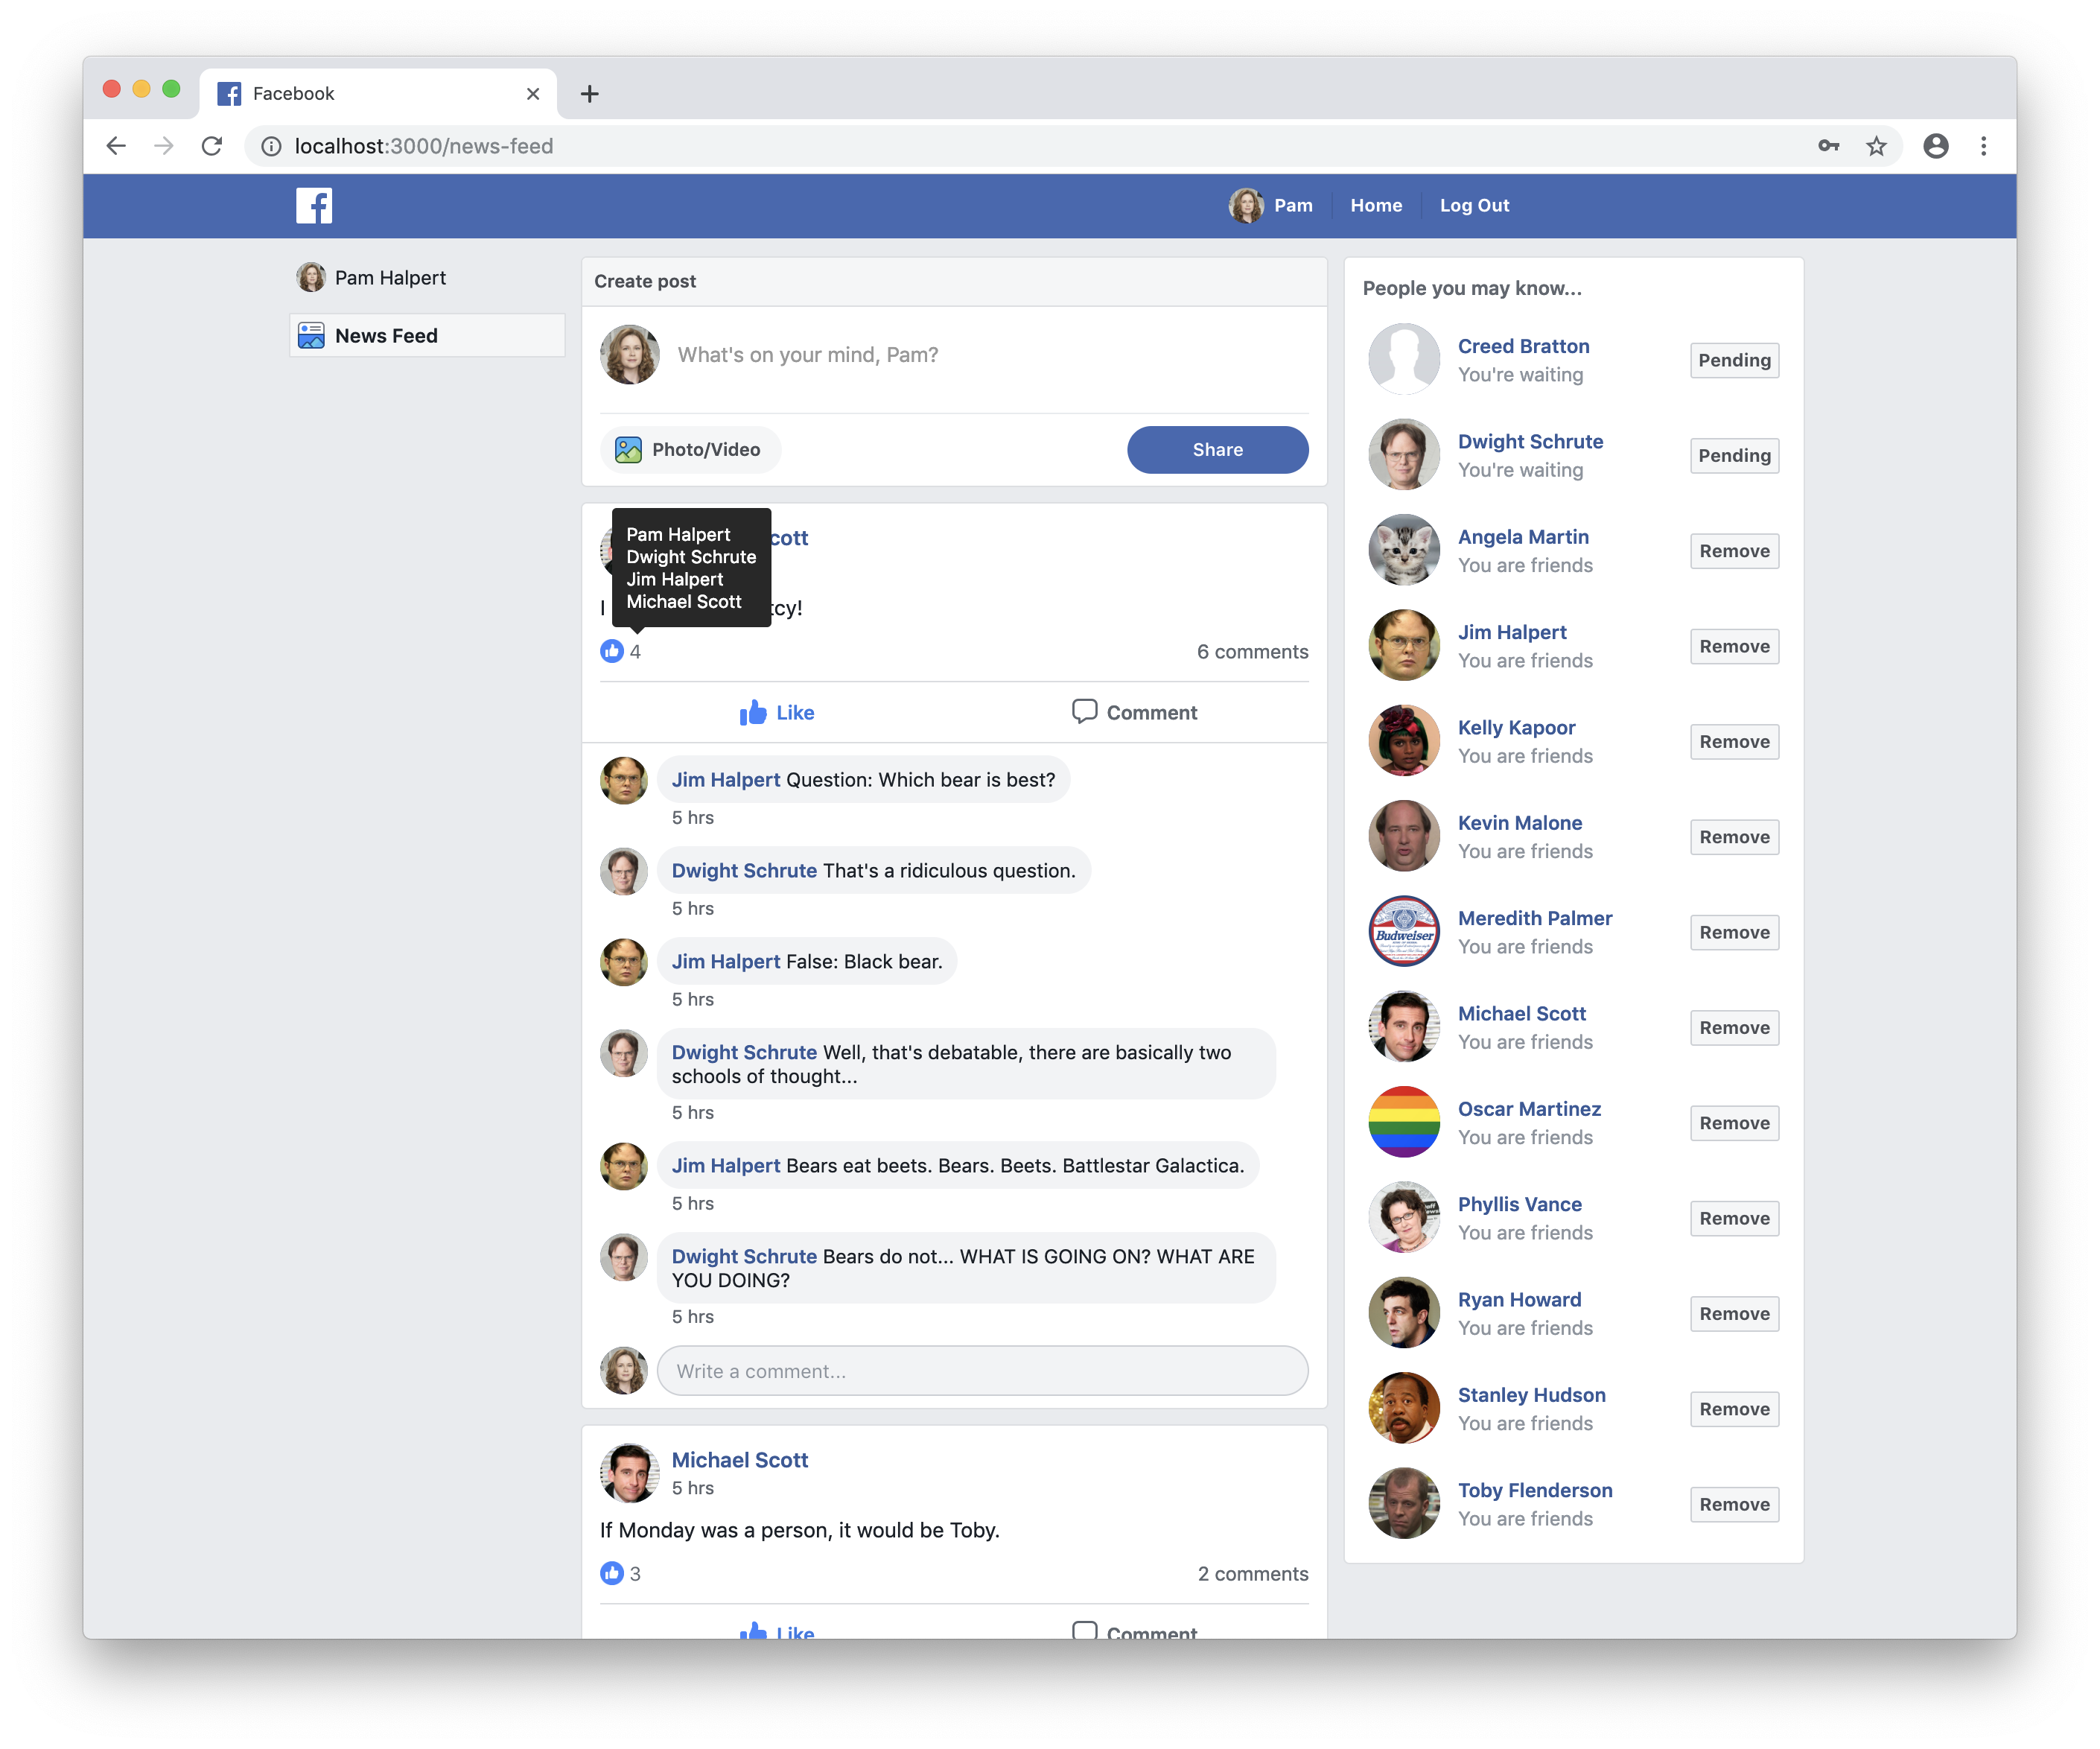 Facebook
localhost:3000/news-feed
Pam
Home
Log Out
Pam Halpert
News Feed
Create post
What's on your mind, Pam?
Photo/Video
Share
Pam Halpert
Dwight Schrute
Jim Halpert
Michael Scott
cott
I
cy!
4
6 comments
Like
Comment
Jim Halpert Question: Which bear is best?
5 hrs
Dwight Schrute That's a ridiculous question.
5 hrs
Jim Halpert False: Black bear.
5 hrs
Dwight Schrute Well, that's debatable, there are basically two
schools of thought...
5 hrs
Jim Halpert Bears eat beets. Bears. Beets. Battlestar Galactica.
5 hrs
Dwight Schrute Bears do not... WHAT IS GOING ON? WHAT ARE
YOU DOING?
5 hrs
Write a comment...
Michael Scott
5 hrs
If Monday was a person, it would be Toby.
3
2 comments
Like
Comment
People you may know...
Creed Bratton
You're waiting
Pending
Dwight Schrute
You're waiting
Pending
Angela Martin
You are friends
Remove
Jim Halpert
You are friends
Remove
Kelly Kapoor
You are friends
Remove
Kevin Malone
You are friends
Remove
Budweiser
Meredith Palmer
You are friends
Remove
Michael Scott
You are friends
Remove
Oscar Martinez
You are friends
Remove
Phyllis Vance
You are friends
Remove
Ryan Howard
You are friends
Remove
Stanley Hudson
You are friends
Remove
Toby Flenderson
You are friends
Remove